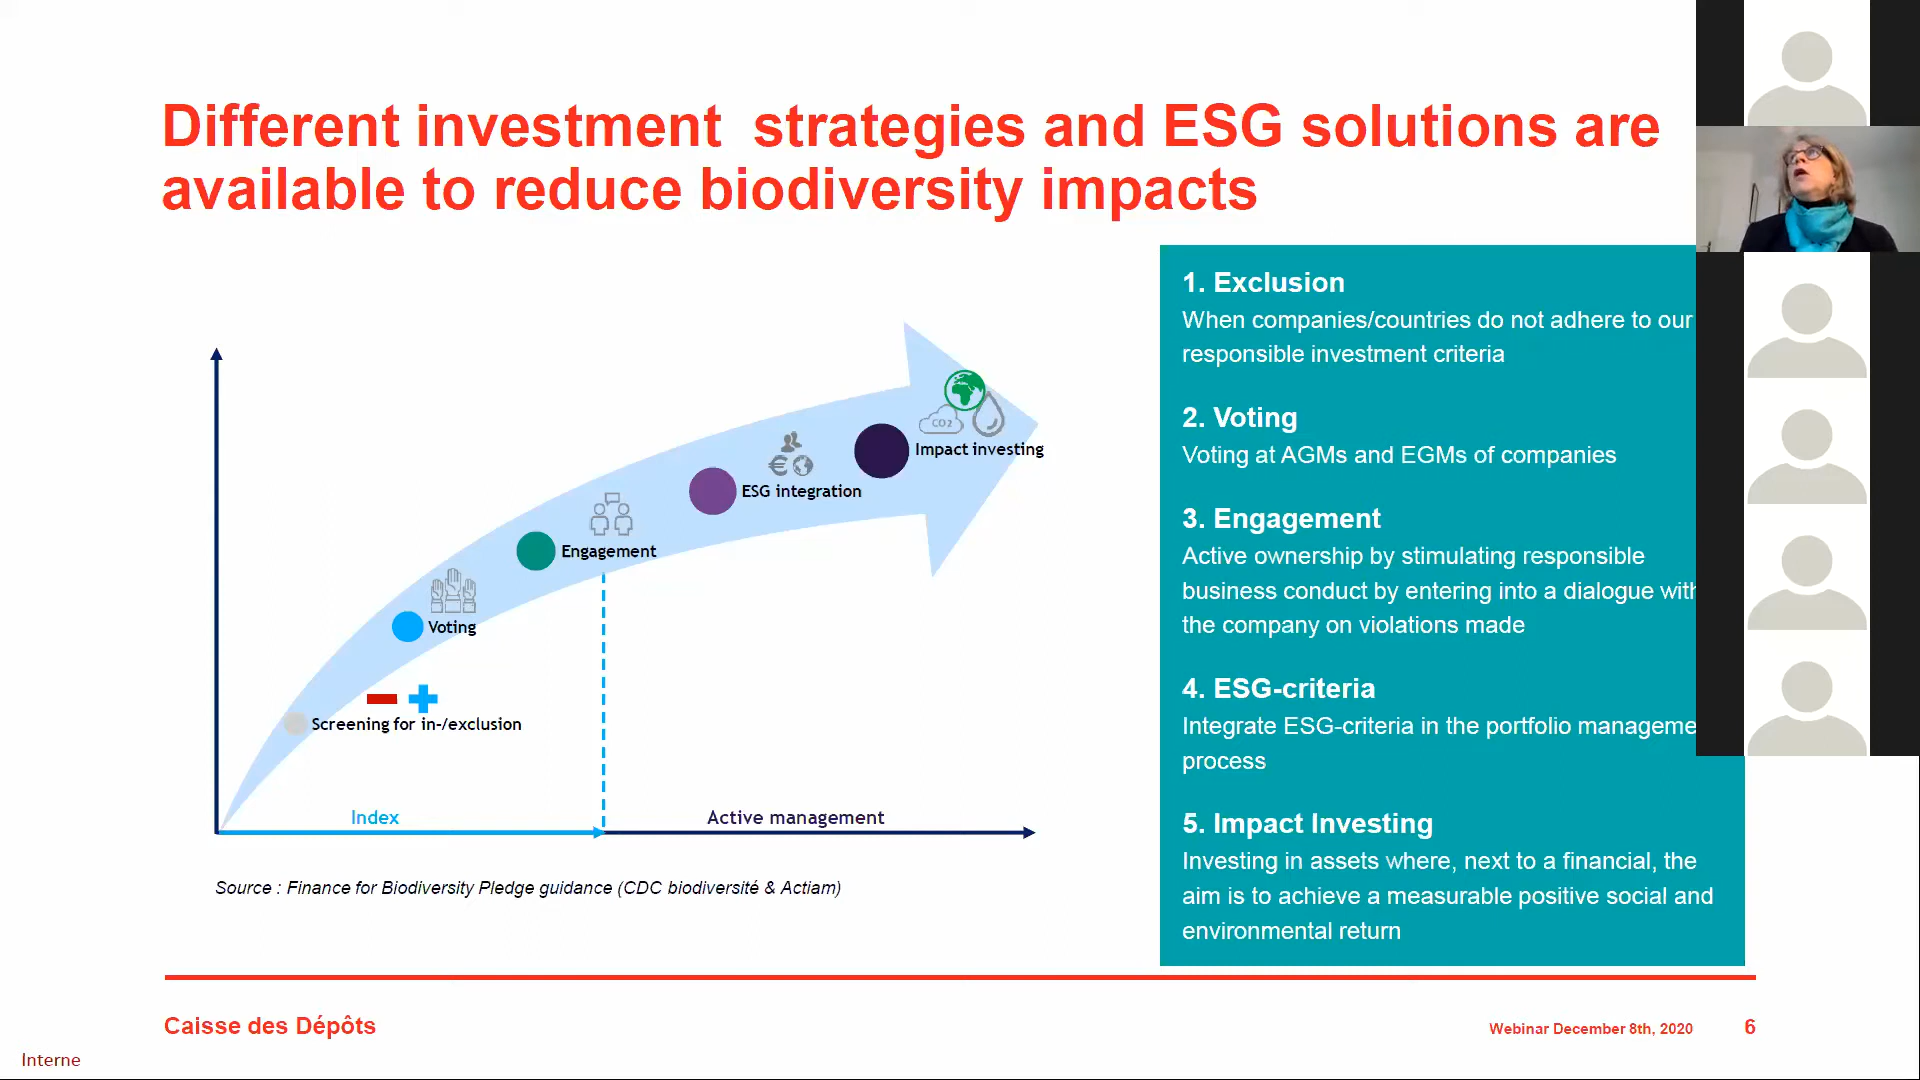 Different investment strategies and ESG solutions are
available to reduce biodiversity impacts
CO2
Impact investing
€
ESG integration
Engagement
Voting
Screening for in-/exclusion
Index
Active management
Source : Finance for Biodiversity Pledge guidance (CDC biodiversité & Actiam)
1. Exclusion
When companies/countries do not adhere to our
responsible investment criteria
2. Voting
Voting at AGMs and EGMs of companies
3. Engagement
Active ownership by stimulating responsible
business conduct by entering into a dialogue with
the company on violations made
4. ESG-criteria
Integrate ESG-criteria in the portfolio manageme
process
5. Impact Investing
Investing in assets where, next to a financial, the
aim is to achieve a measurable positive social and
environmental return
Caisse des Dépôts
Webinar December 8th, 2020
6
Interne